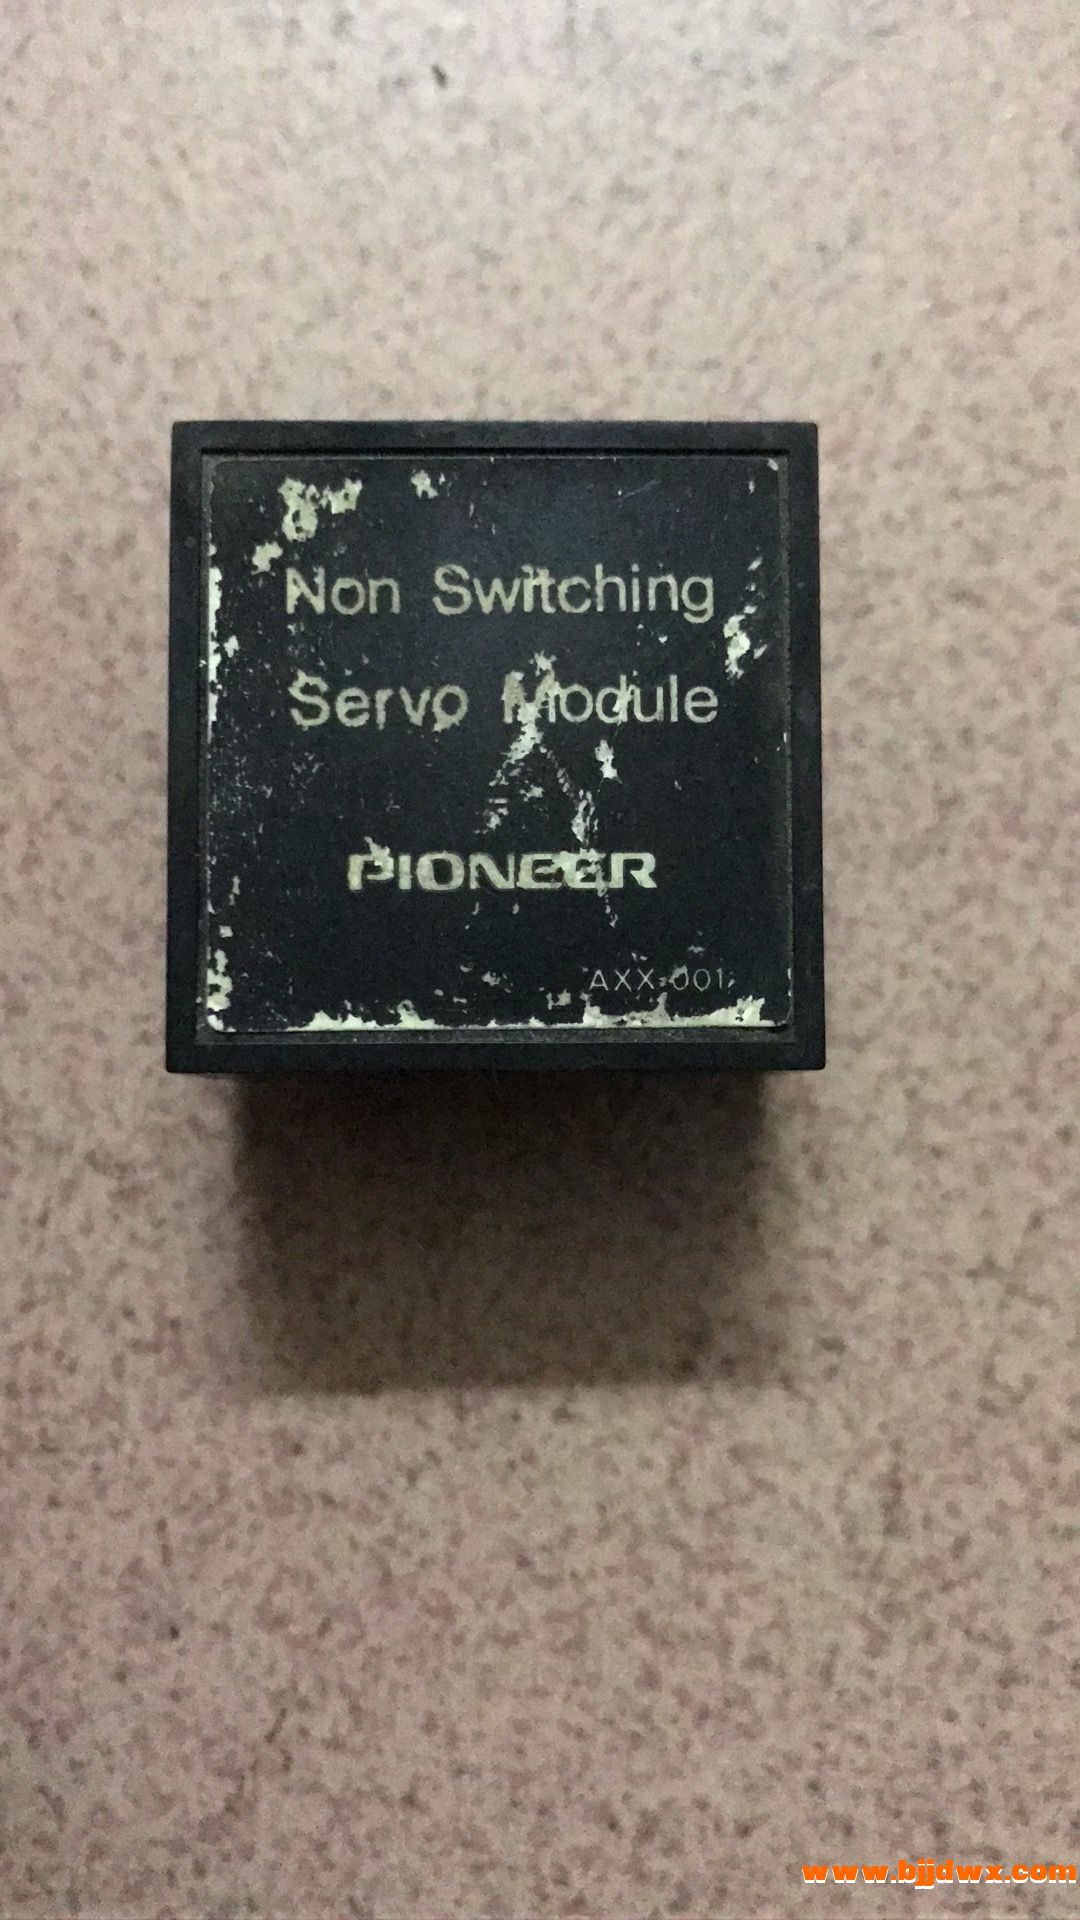 Non Switching
Servo Module
PIONEER
AXX-001
www.bjjdwx.com